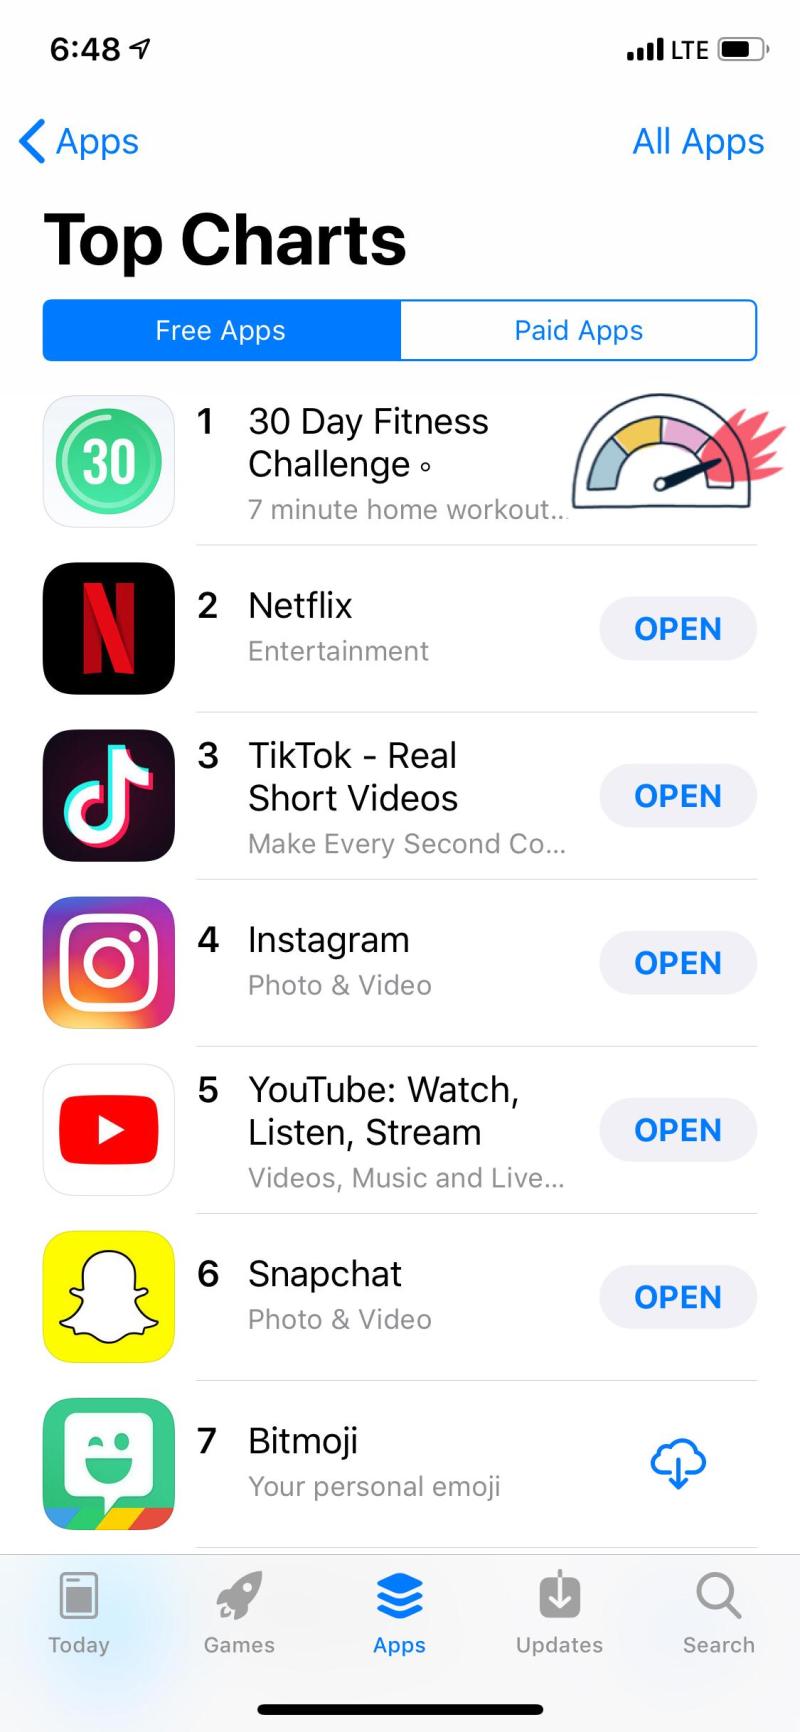 6:48 LTE
Apps All Apps
Top Charts
Free Apps Paid Apps
30
1 30 Day Fitness
Challenge ◦
7 minute home workout...
2 Netflix
Entertainment
OPEN
3 TikTok - Real
Short Videos
Make Every Second Co...
OPEN
4 Instagram
Photo & Video
OPEN
5 YouTube: Watch,
Listen, Stream
Videos, Music and Live...
OPEN
6 Snapchat
Photo & Video
OPEN
7 Bitmoji
Your personal emoji
Today Games Apps Updates Search